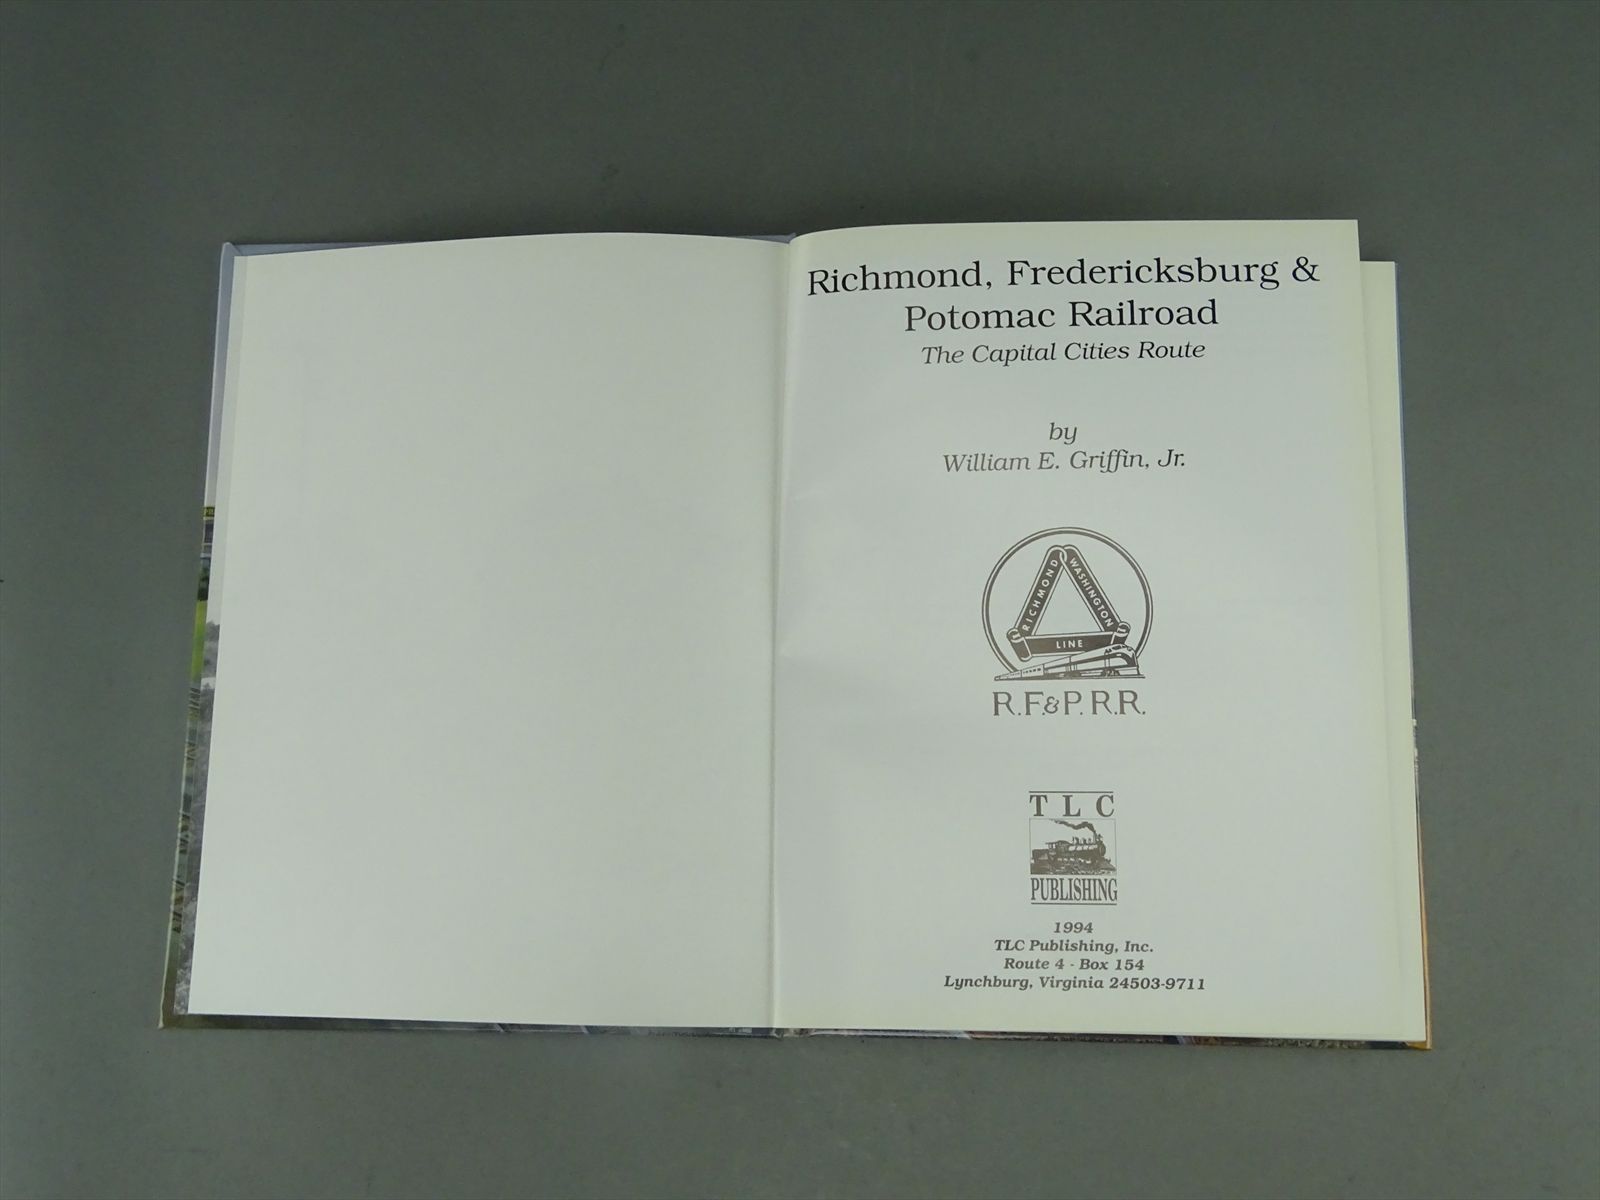 Richmond, Fredericksburg &
Potomac Railroad
The Capital Cities Route
by
William E. Griffin, Jr.
RICHMOND
WASHINGTON
LINE
R.F.&P.R.R.
TLC
PUBLISHING
1994
TLC Publishing, Inc.
Route 4 - Box 154
Lynchburg, Virginia 24503-9711